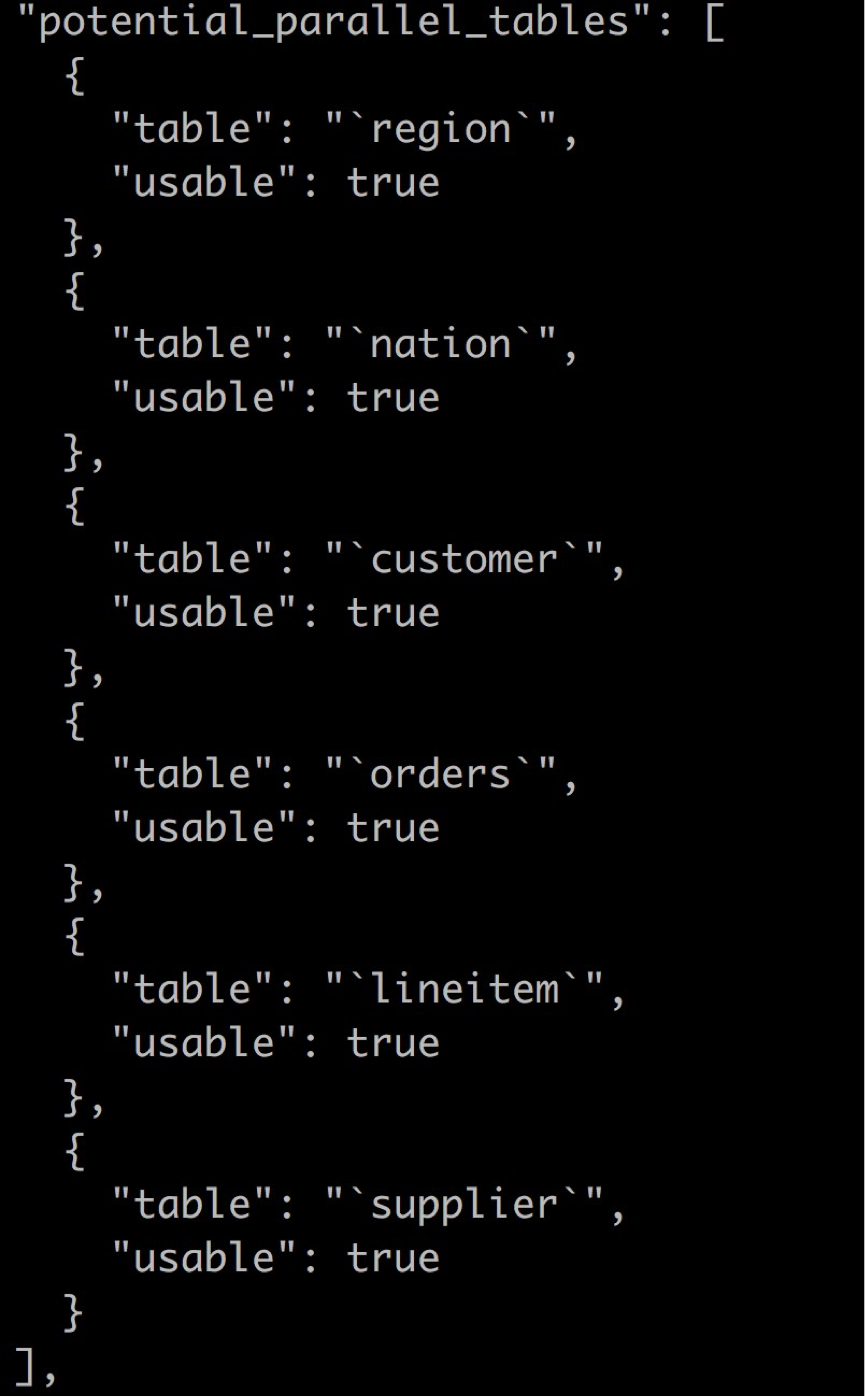 "potential_parallel_tables": [
  {
    "table": "`region`",
    "usable": true
  },
  {
    "table": "`nation`",
    "usable": true
  },
  {
    "table": "`customer`",
    "usable": true
  },
  {
    "table": "`orders`",
    "usable": true
  },
  {
    "table": "`lineitem`",
    "usable": true
  },
  {
    "table": "`supplier`",
    "usable": true
  }
],